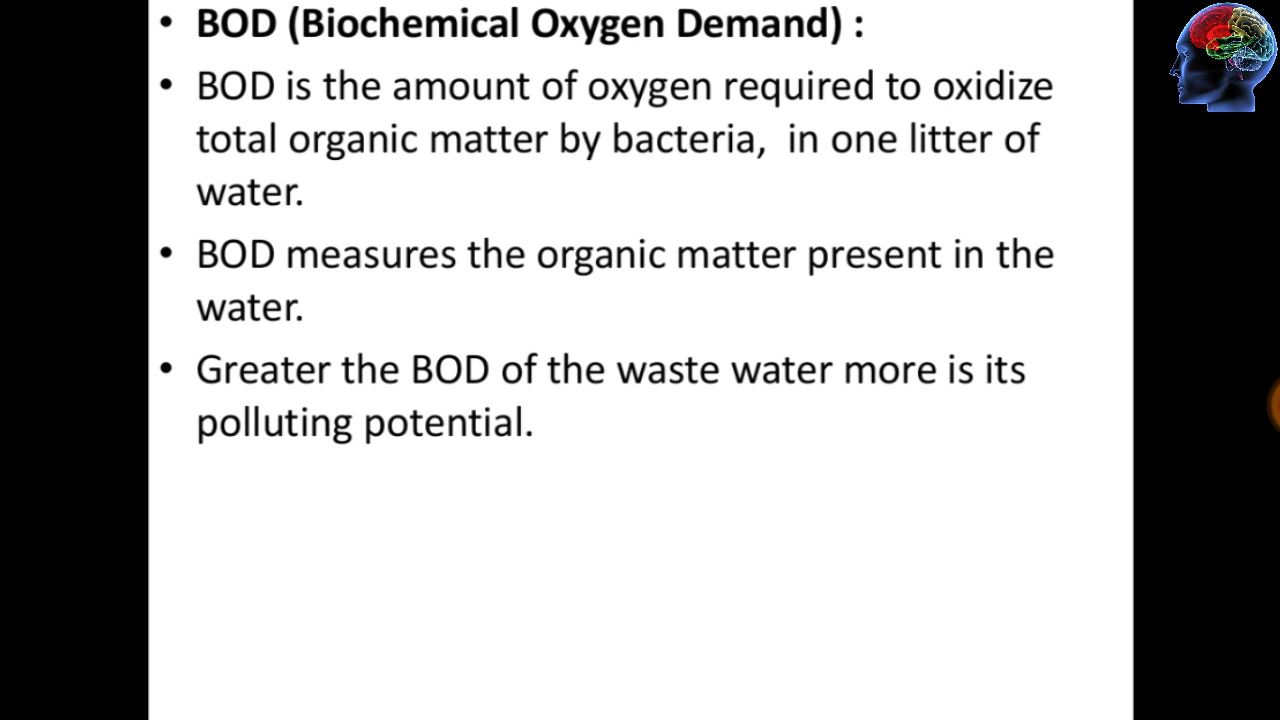 • BOD (Biochemical Oxygen Demand) :
• BOD is the amount of oxygen required to oxidize
total organic matter by bacteria,  in one litter of
water.
• BOD measures the organic matter present in the
water.
• Greater the BOD of the waste water more is its
polluting potential.